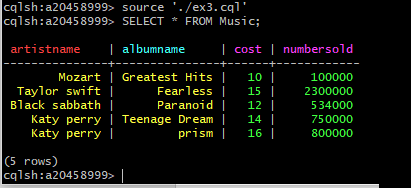 cqlsh:a20458999> source './ex3.cql'
cqlsh:a20458999> SELECT * FROM Music;
artistname | albumname | cost | numbersold
Mozart | Greatest Hits | 10 | 100000
Taylor swift | Fearless | 15 | 2300000
Black sabbath | Paranoid | 12 | 534000
Katy perry | Teenage Dream | 14 | 750000
Katy perry | prism | 16 | 800000
(5 rows)
cqlsh:a20458999>